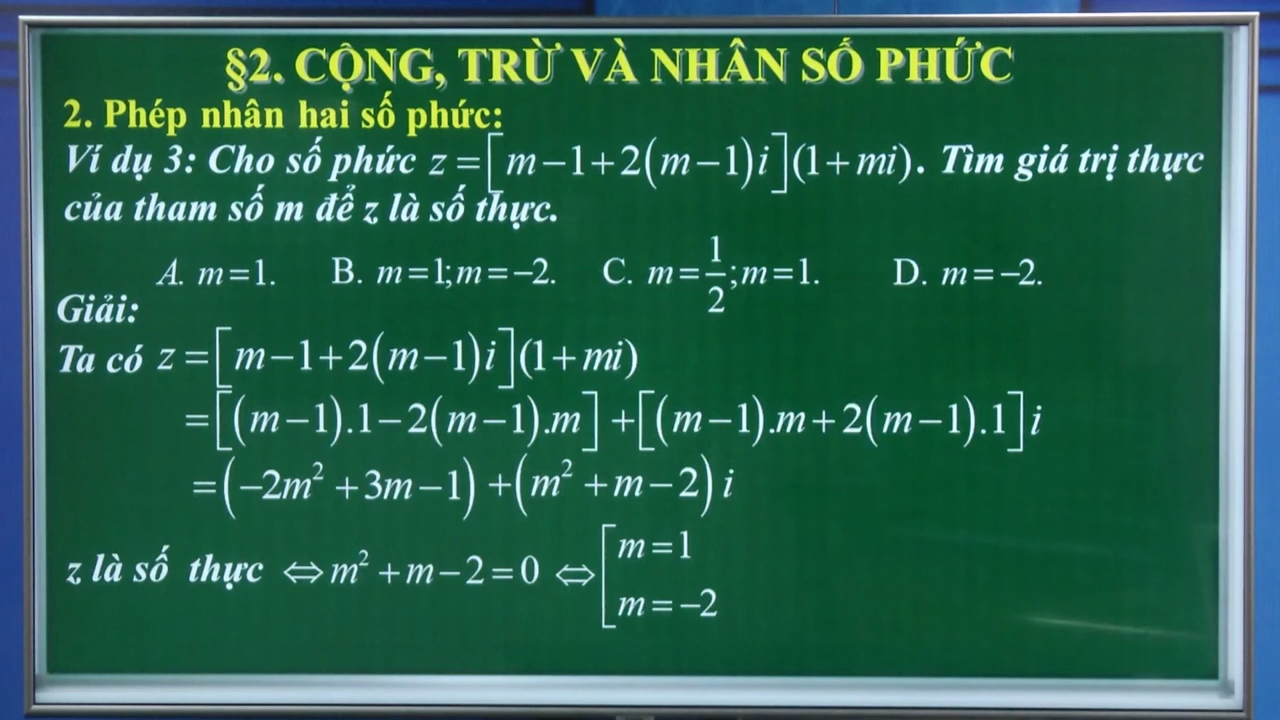 §2. CỘNG, TRỪ VÀ NHÂN SỐ PHỨC
2. Phép nhân hai số phức:
Ví dụ 3: Cho số phức z = [m−1+2(m−1)i](1+mi). Tìm giá trị thực
của tham số m để z là số thực.
A. m=1. B. m=1;m=−2. C. m=1/2;m=1. D. m=−2.
Giải:
Ta có z=[m−1+2(m−1)i](1+mi)
=[(m−1).1−2(m−1).m]+[(m−1).m+2(m−1).1]i
=(−2m²+3m−1)+(m²+m−2)i
z là số thực ⇔m²+m−2=0 ⇔[m=1
m=−2